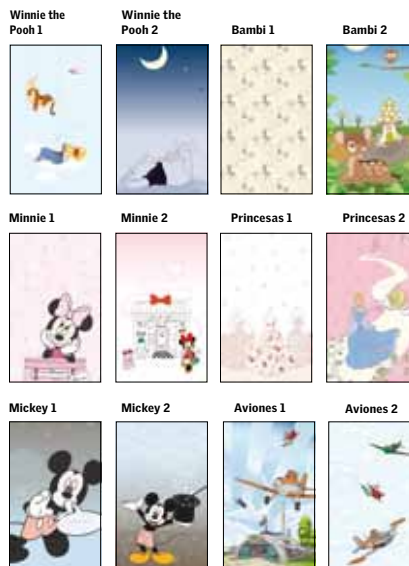 Winnie the
Pooh 1
Winnie the
Pooh 2
Bambi 1
Bambi 2
Minnie 1
Minnie 2
Princesas 1
Princesas 2
Mickey 1
Mickey 2
Aviones 1
Aviones 2